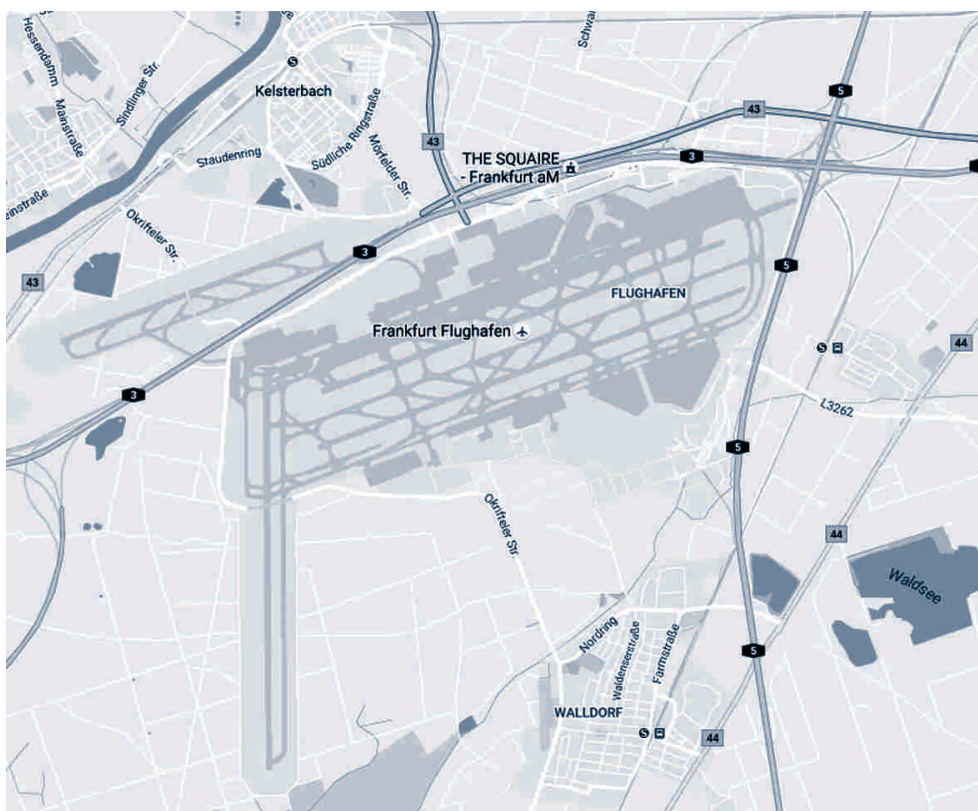 Hessendamm
Sindlinger Str.
Mainstraße
Schwa
5
S
Kelsterbach
43
43
Südliche Ringstraße
Mörfelder Str.
Staudenring
THE SQUAIRE
- Frankfurt aM
3
einstraße
Okrifteler Str.
3
5
43
FLUGHAFEN
Frankfurt Flughafen
44
S
3
L3262
5
Okrifteler Str.
44
Waldsee
Nordring
Waldenserstraße
Farmstraße
5
WALLDORF
S
44